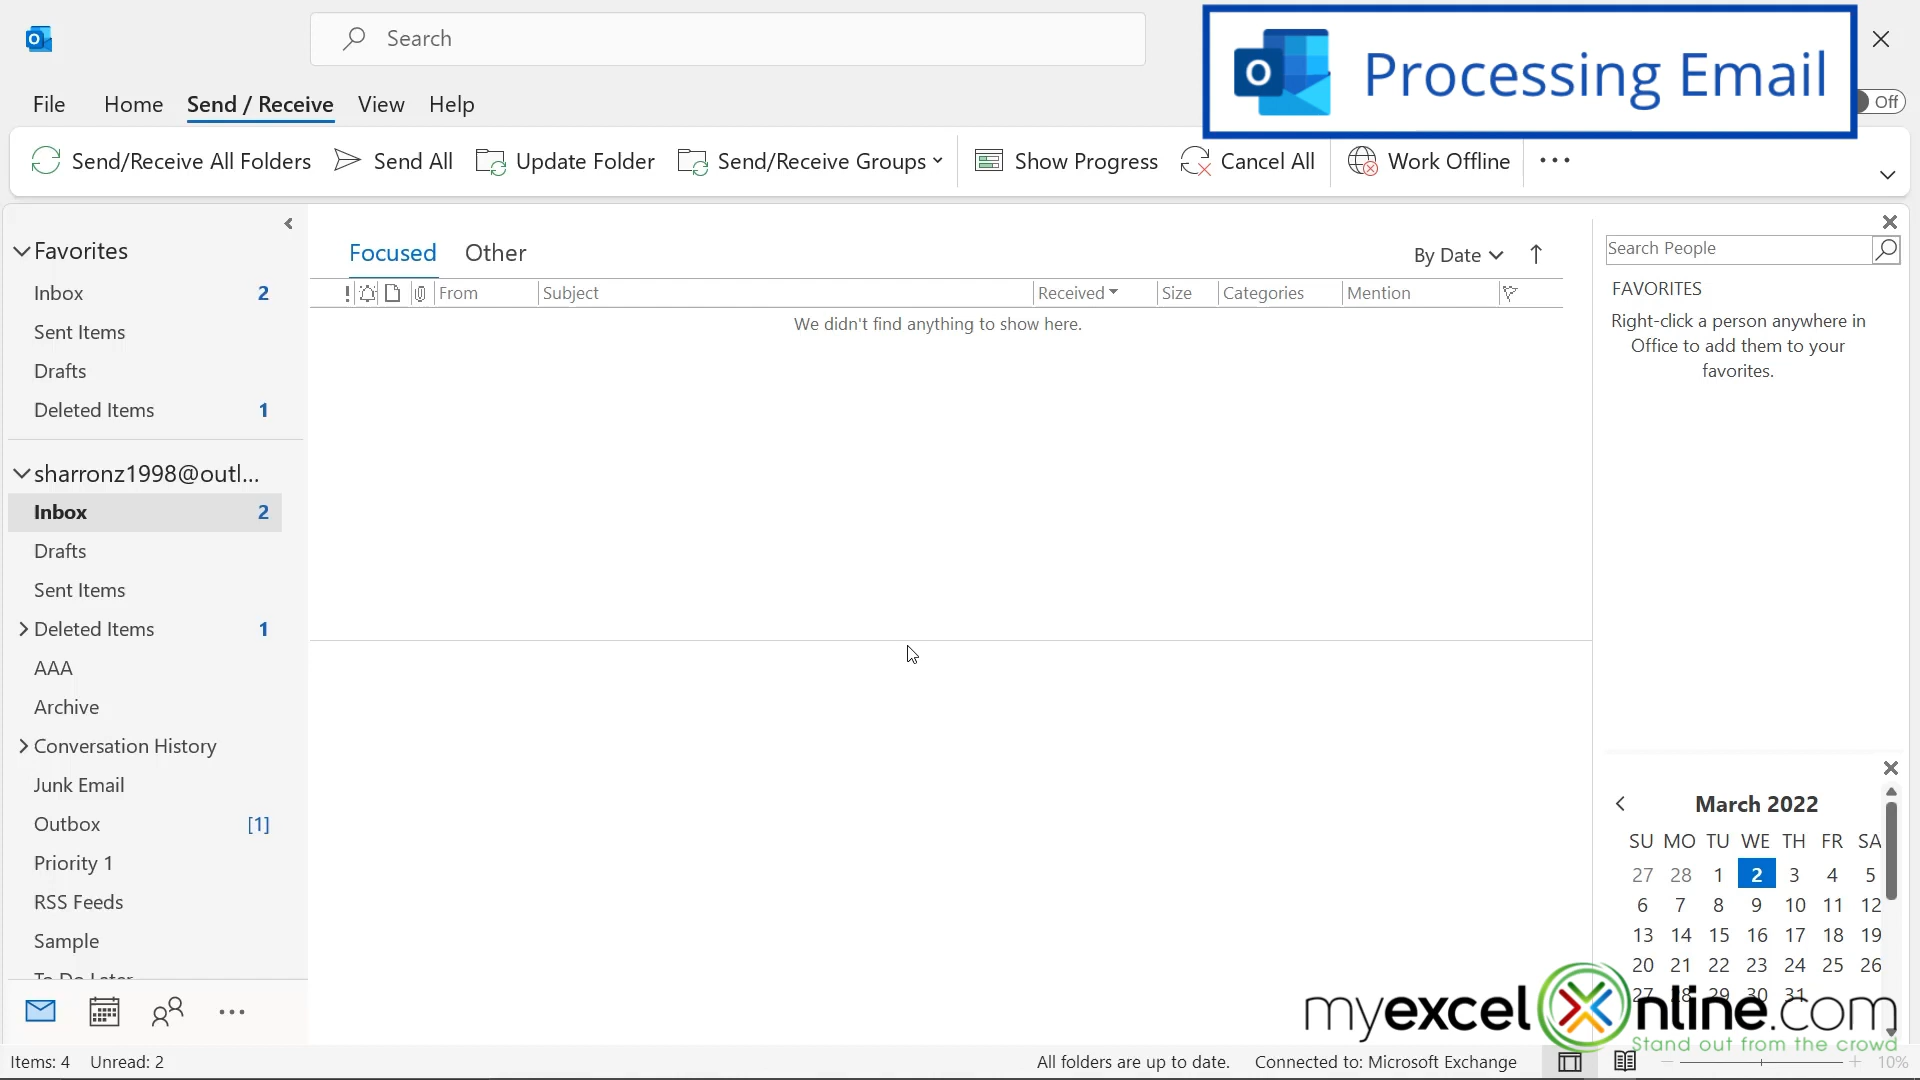 Search
Processing Email
File Home Send / Receive View Help
Off
Send/Receive All Folders Send All Update Folder Send/Receive Groups Show Progress Cancel All Work Offline
Favorites
Inbox 2
Sent Items
Drafts
Deleted Items 1
sharronz1998@outl...
Inbox 2
Drafts
Sent Items
Deleted Items 1
AAA
Archive
Conversation History
Junk Email
Outbox [1]
Priority 1
RSS Feeds
Sample
Focused Other
By Date
! From Subject Received Size Categories Mention
We didn't find anything to show here.
Search People
FAVORITES
Right-click a person anywhere in
Office to add them to your
favorites.
March 2022
SU MO TU WE TH FR SA
27 28 1 2 3 4 5
6 7 8 9 10 11 12
13 14 15 16 17 18 19
20 21 22 23 24 25 26
27 28 29 30 31
myexcelonline.com
Stand out from the crowd
Items: 4 Unread: 2
All folders are up to date. Connected to: Microsoft Exchange
10%